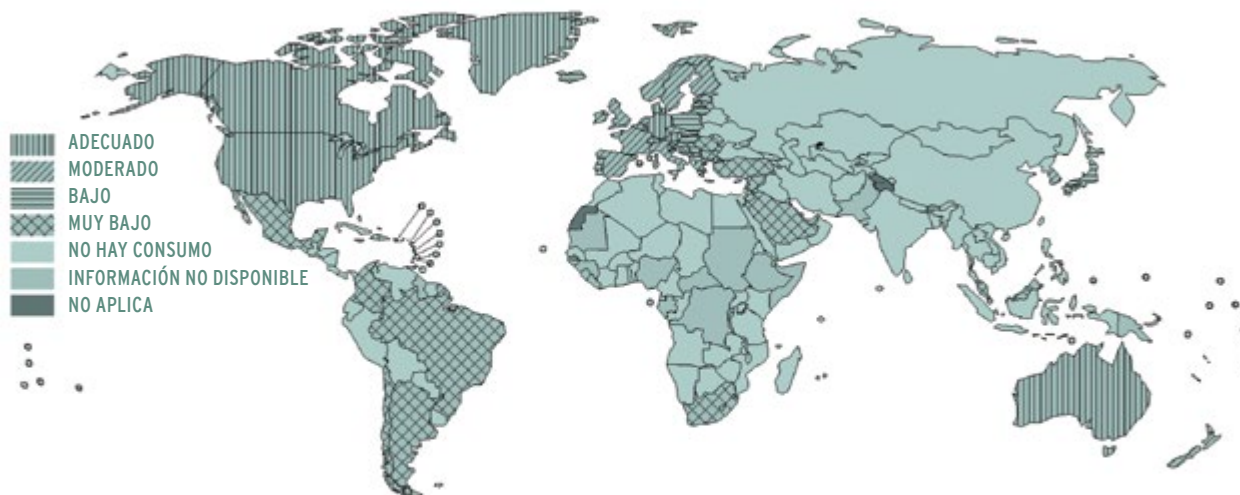 ADECUADO
MODERADO
BAJO
MUY BAJO
NO HAY CONSUMO
INFORMACIÓN NO DISPONIBLE
NO APLICA